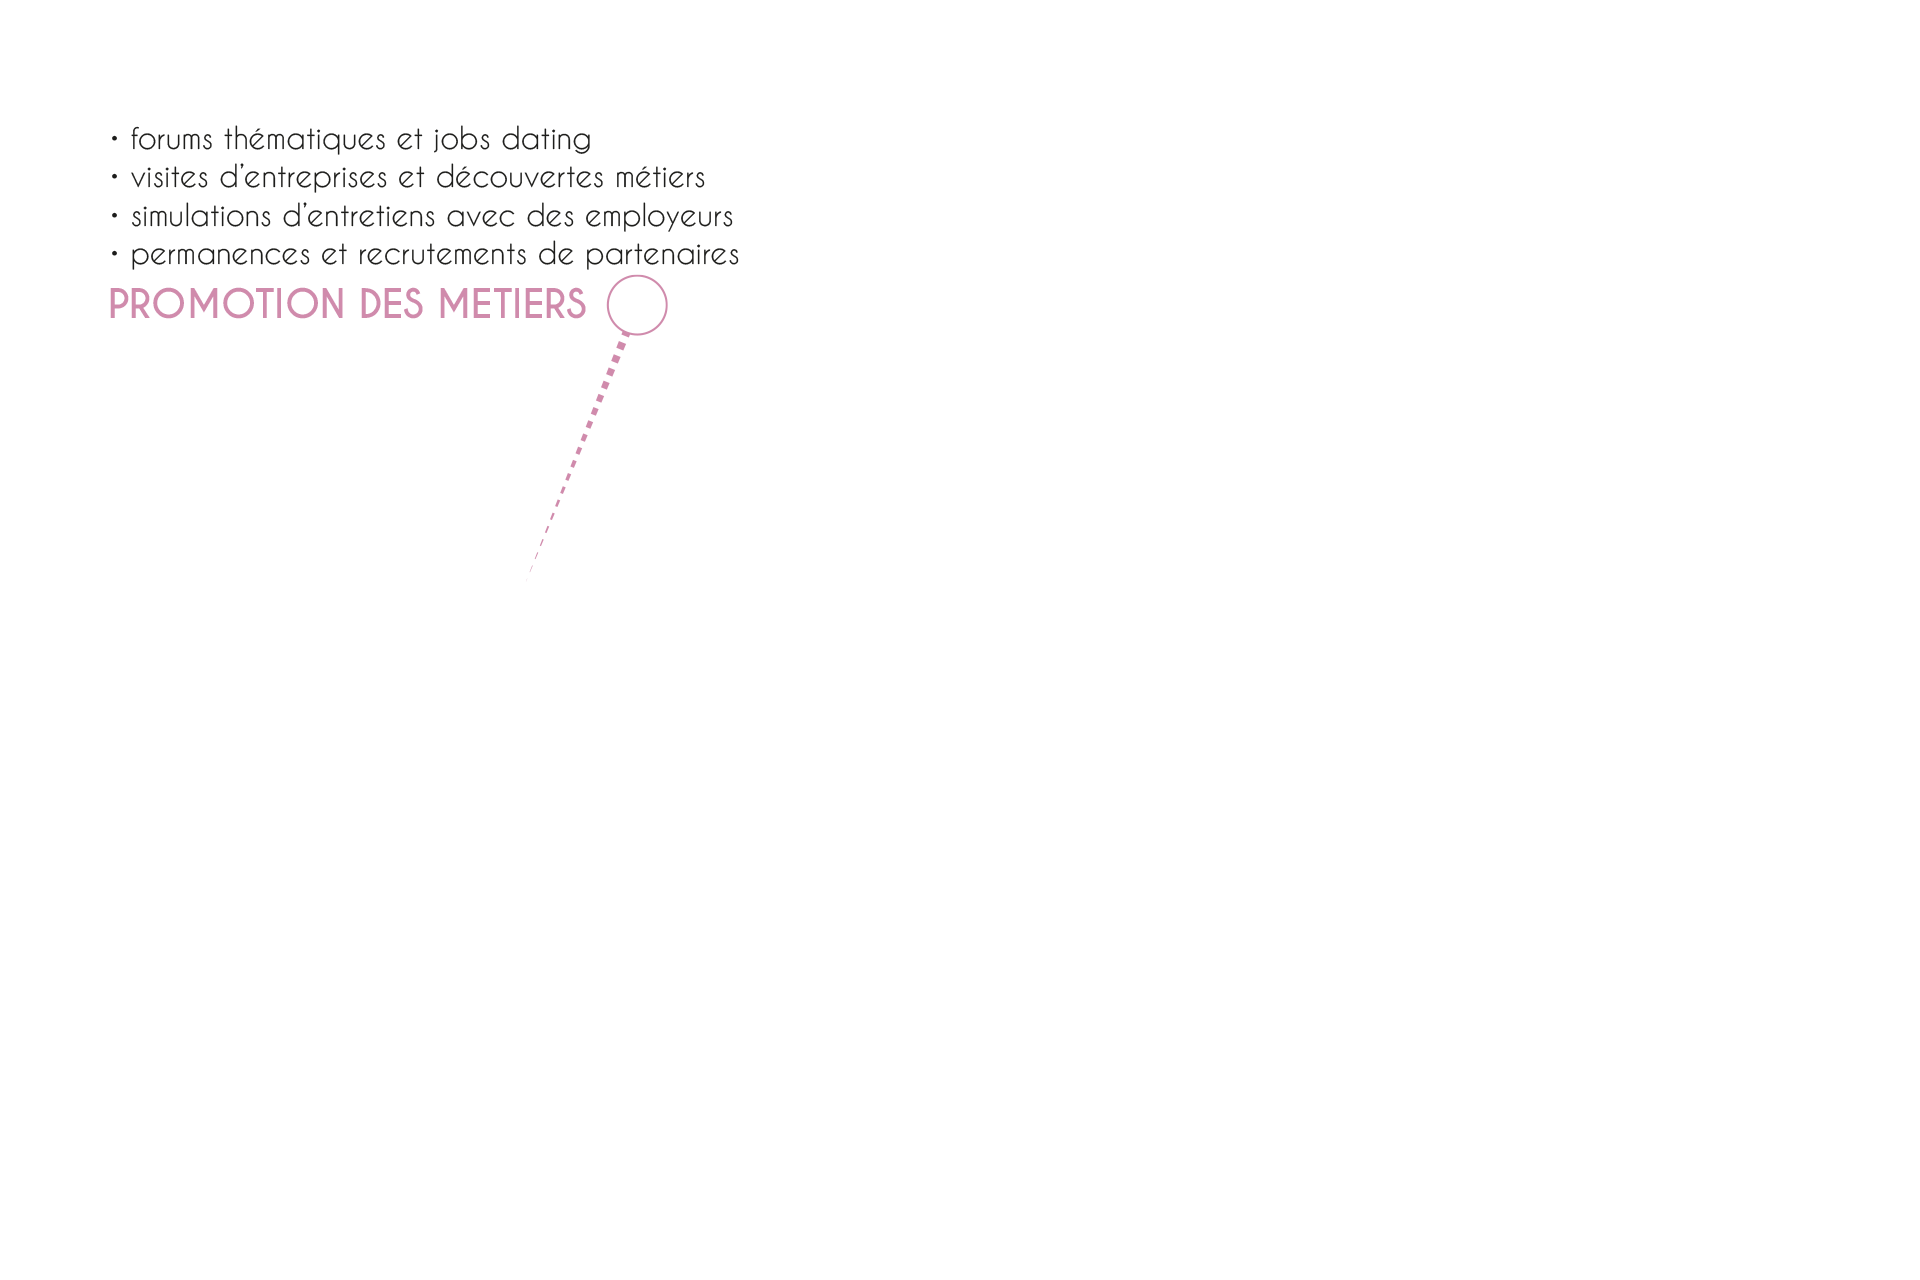 • forums thématiques et jobs dating
• visites d’entreprises et découvertes métiers
• simulations d’entretiens avec des employeurs
• permanences et recrutements de partenaires
PROMOTION DES METIERS